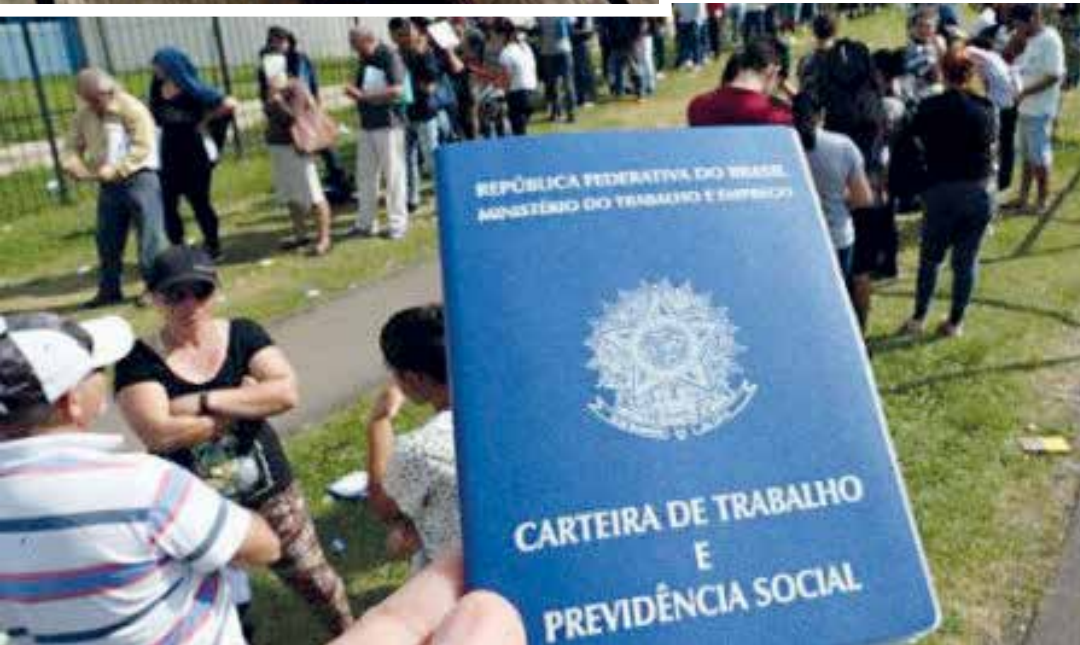 REPÚBLICA FEDERATIVA DO BRASIL
MINISTÉRIO DO TRABALHO E EMPREGO
CARTEIRA DE TRABALHO
E
PREVIDÊNCIA SOCIAL